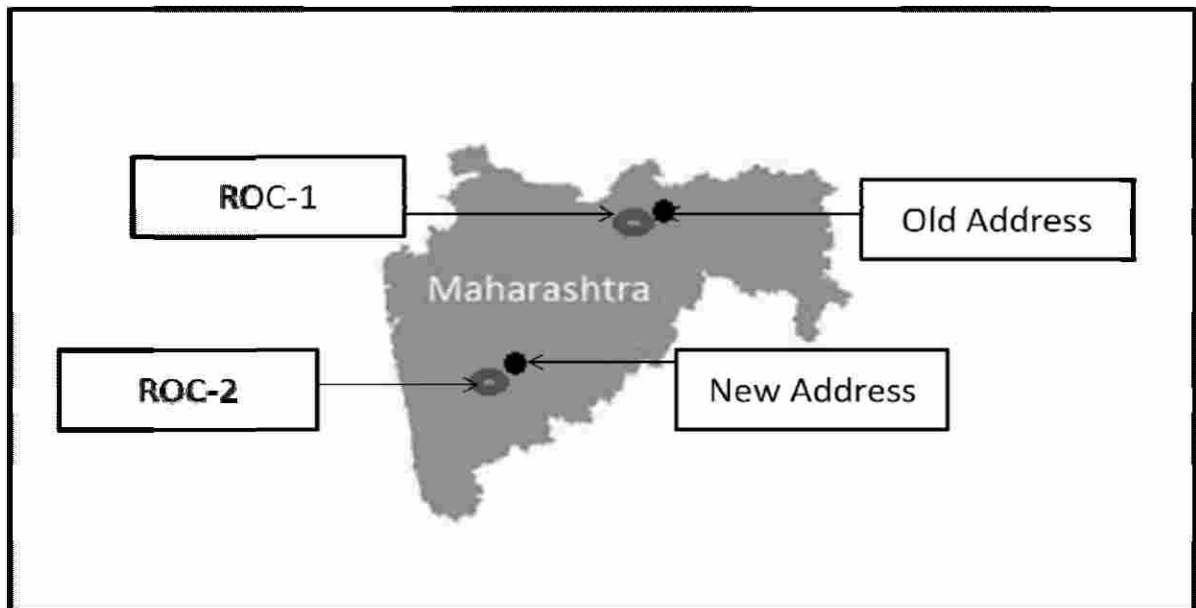 ROC-1
Old Address
Maharashtra
ROC-2
New Address